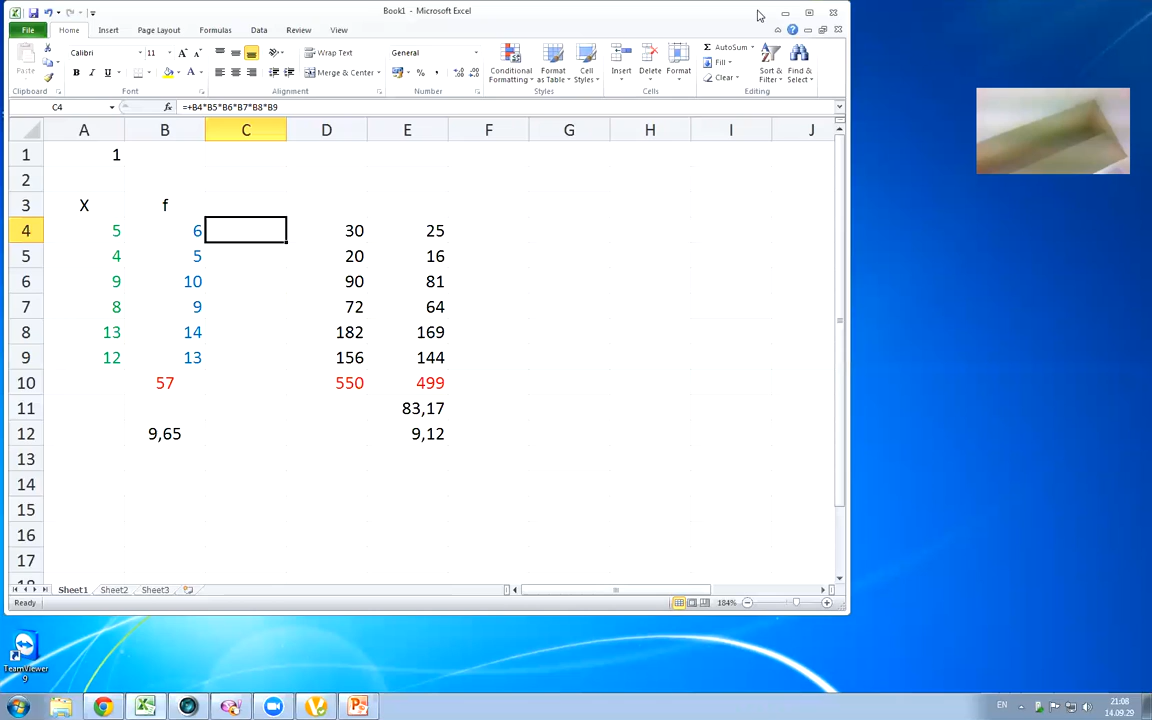 Book1 - Microsoft Excel
File Home Insert Page Layout Formulas Data Review View
Paste
Calibri 11
B I U
A A
Wrap Text
Merge & Center
General
%
Conditional Formatting
Format as Table
Cell Styles
Insert
Delete
Format
AutoSum
Fill
Clear
Sort & Filter
Find & Select
Clipboard Font Alignment Number Styles Cells Editing
C4 fx =+B4*B5*B6*B7*B8*B9
A B C D E F G H I J
1 1
2
3 X f
4 5 6 30 25
5 4 5 20 16
6 9 10 90 81
7 8 9 72 64
8 13 14 182 169
9 12 13 156 144
10 57 550 499
11 83,17
12 9,65 9,12
13
14
15
16
17
18
Sheet1 Sheet2 Sheet3
Ready 184%
TeamViewer 9
EN 21:08
14.09.29